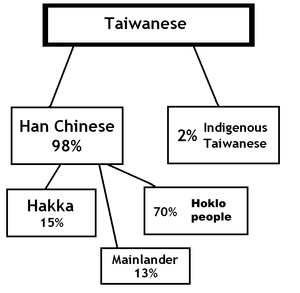 Taiwanese
Han Chinese
98%
2% Indigenous
Taiwanese
Hakka
15%
70% Hoklo
people
Mainlander
13%